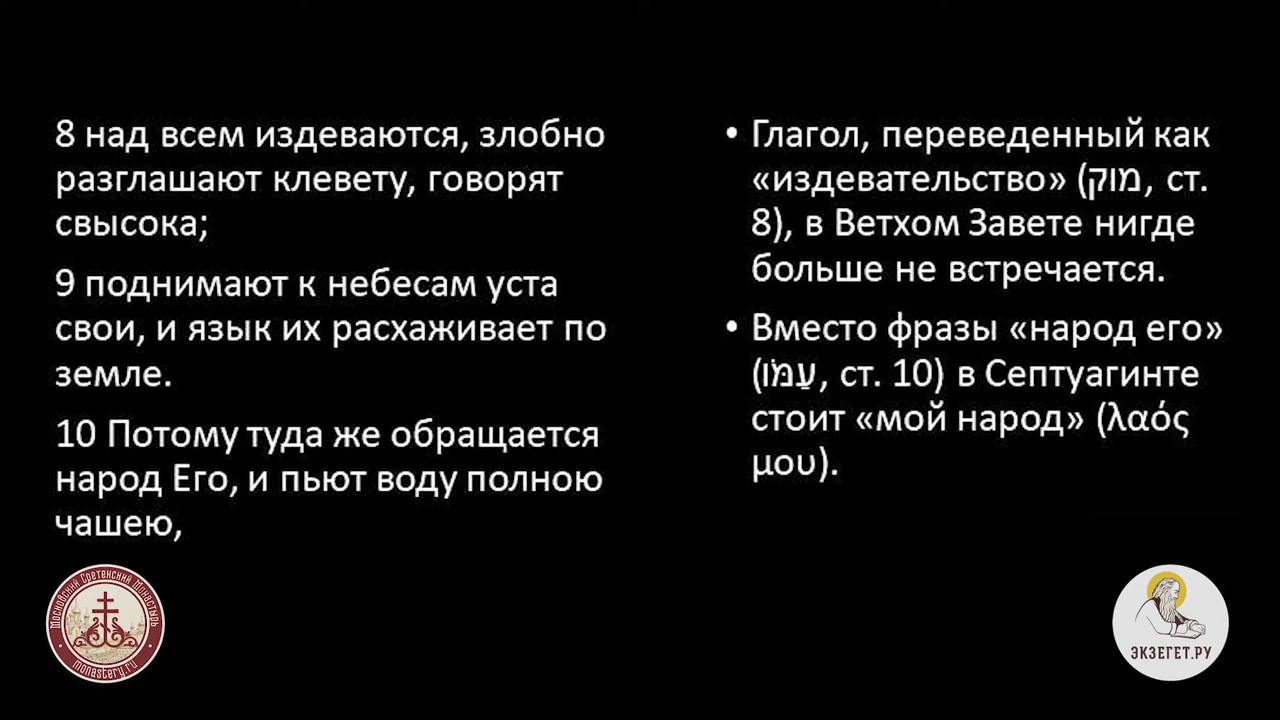 8 над всем издеваются, злобно
разглашают клевету, говорят
свысока;
9 поднимают к небесам уста
свои, и язык их расхаживает по
земле.
10 Потому туда же обращается
народ Его, и пьют воду полною
чашею,
• Глагол, переведенный как
«издевательство» (מוק, ст.
8), в Ветхом Завете нигде
больше не встречается.
• Вместо фразы «народ его»
(עַמֹּו, ст. 10) в Септуагинте
стоит «мой народ» (λαός
μου).
Московский Сретенский Монастырь
monastery.ru
ЭКЗЕГЕТ.РУ